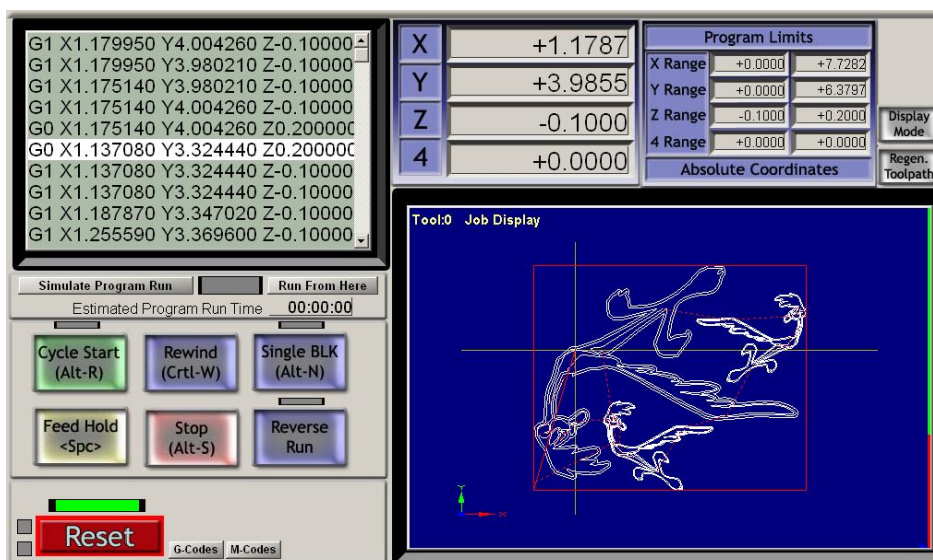 G1 X1.179950 Y4.004260 Z-0.10000
G1 X1.179950 Y3.980210 Z-0.10000
G1 X1.175140 Y3.980210 Z-0.10000
G1 X1.175140 Y4.004260 Z-0.10000
G0 X1.175140 Y4.004260 Z0.200000
G0 X1.137080 Y3.324440 Z0.200000
G1 X1.137080 Y3.324440 Z-0.10000
G1 X1.137080 Y3.324440 Z-0.10000
G1 X1.187870 Y3.347020 Z-0.10000
G1 X1.255590 Y3.369600 Z-0.10000
X +1.1787
Y +3.9855
Z -0.1000
4 +0.0000
Program Limits
X Range +0.0000 +7.7282
Y Range +0.0000 +6.3797
Z Range -0.1000 +0.2000
4 Range +0.0000 +0.0000
Absolute Coordinates
Display
Mode
Regen.
Toolpath
Simulate Program Run
Run From Here
Estimated Program Run Time 00:00:00
Cycle Start
(Alt-R)
Rewind
(Crtl-W)
Single BLK
(Alt-N)
Feed Hold
<Spc>
Stop
(Alt-S)
Reverse
Run
Reset
G-Codes
M-Codes
Tool:0 Job Display
Y
X